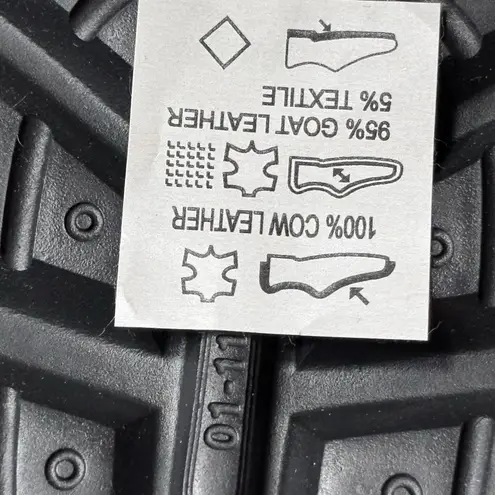 100% COW LEATHER
95% GOAT LEATHER
5% TEXTILE
01-11